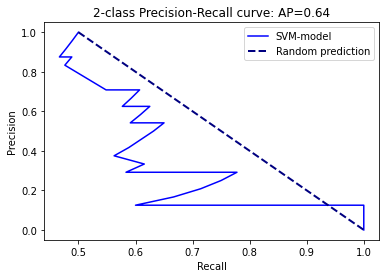 2-class Precision-Recall curve: AP=0.64
SVM-model
Random prediction
Precision
1.0
0.8
0.6
0.4
0.2
0.0
0.5 0.6 0.7 0.8 0.9 1.0
Recall